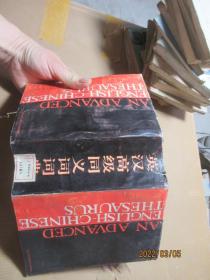 AN ADVANCED
ENGLISH-CHINESE
THESAURUS
英汉高级同义词词典
AN ADVANCED
ENGLISH-CHINESE
THESAURUS
2022/03/05